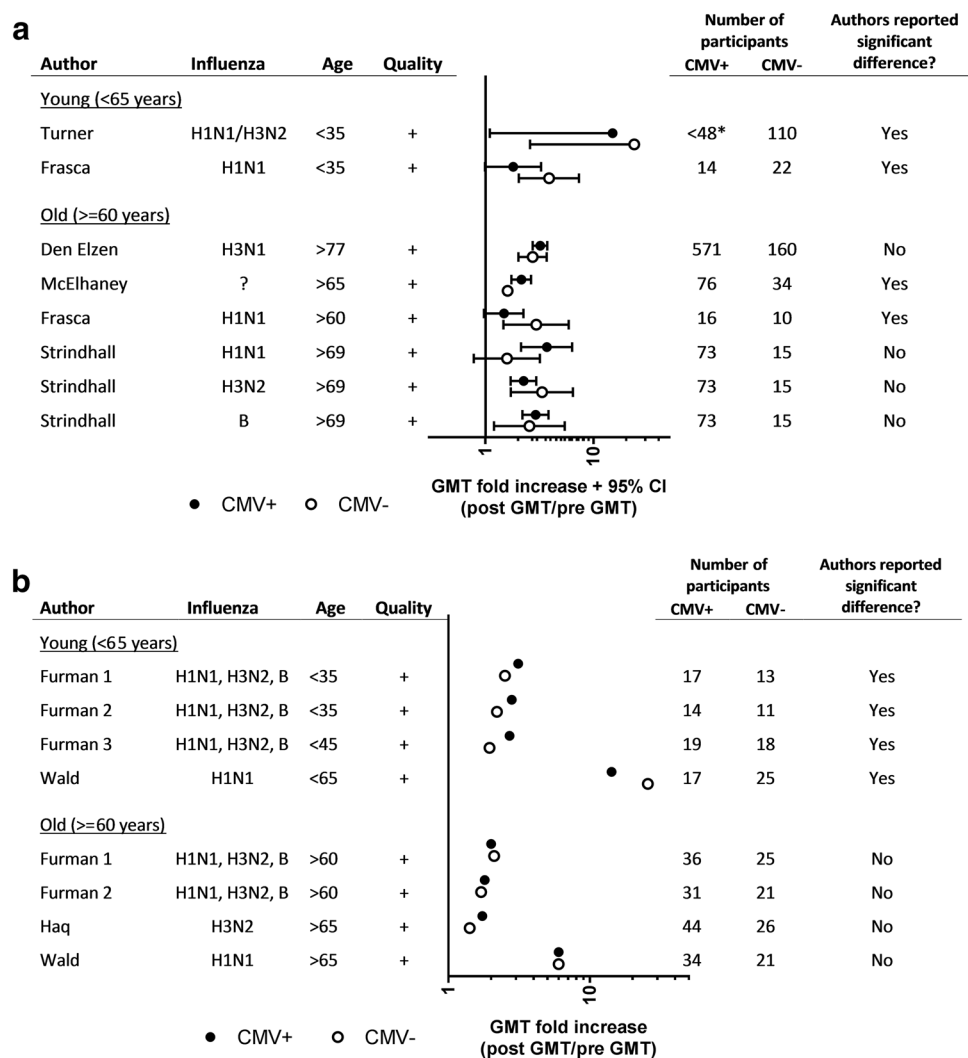 a
Number of participants
Authors reported significant difference?
Author Influenza Age Quality CMV+ CMV-
Young (<65 years)
Turner H1N1/H3N2 <35 + <48* 110 Yes
Frasca H1N1 <35 + 14 22 Yes
Old (>=60 years)
Den Elzen H3N1 >77 + 571 160 No
McElhaney ? >65 + 76 34 Yes
Frasca H1N1 >60 + 16 10 Yes
Strindhall H1N1 >69 + 73 15 No
Strindhall H3N2 >69 + 73 15 No
Strindhall B >69 + 73 15 No
1 10
GMT fold increase + 95% CI
(post GMT/pre GMT)
CMV+ CMV-
b
Number of participants
Authors reported significant difference?
Author Influenza Age Quality CMV+ CMV-
Young (<65 years)
Furman 1 H1N1, H3N2, B <35 + 17 13 Yes
Furman 2 H1N1, H3N2, B <35 + 14 11 Yes
Furman 3 H1N1, H3N2, B <45 + 19 18 Yes
Wald H1N1 <65 + 17 25 Yes
Old (>=60 years)
Furman 1 H1N1, H3N2, B >60 + 36 25 No
Furman 2 H1N1, H3N2, B >60 + 31 21 No
Haq H3N2 >65 + 44 26 No
Wald H1N1 >65 + 34 21 No
1 10
GMT fold increase
(post GMT/pre GMT)
CMV+ CMV-